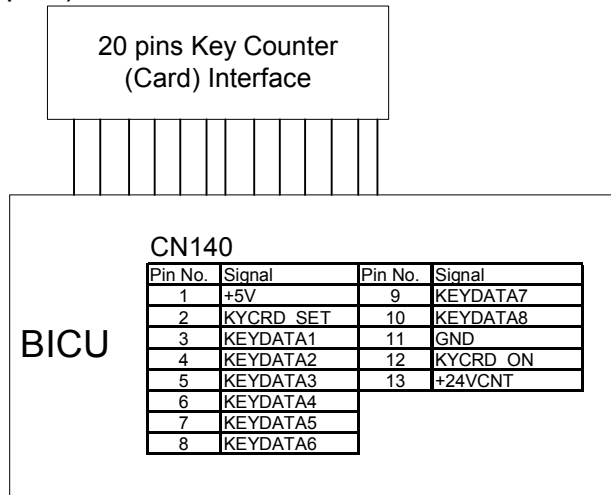 20 pins Key Counter
(Card) Interface
CN140
Pin No. Signal Pin No. Signal
1 +5V 9 KEYDATA7
2 KYCRD_SET 10 KEYDATA8
3 KEYDATA1 11 GND
4 KEYDATA2 12 KYCRD_ON
5 KEYDATA3 13 +24VCNT
6 KEYDATA4
7 KEYDATA5
8 KEYDATA6
BICU